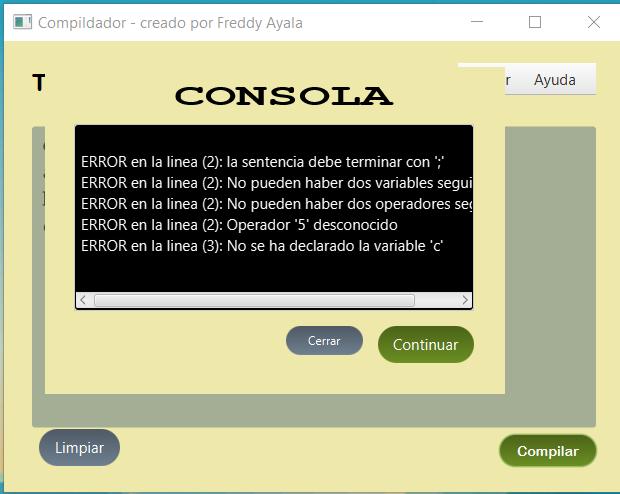 Compildador - creado por Freddy Ayala
T
r Ayuda
CONSOLA
ERROR en la linea (2): la sentencia debe terminar con ';'
ERROR en la linea (2): No pueden haber dos variables segui
ERROR en la linea (2): No pueden haber dos operadores seg
ERROR en la linea (2): Operador '5' desconocido
ERROR en la linea (3): No se ha declarado la variable 'c'
Cerrar
Continuar
Limpiar
Compilar